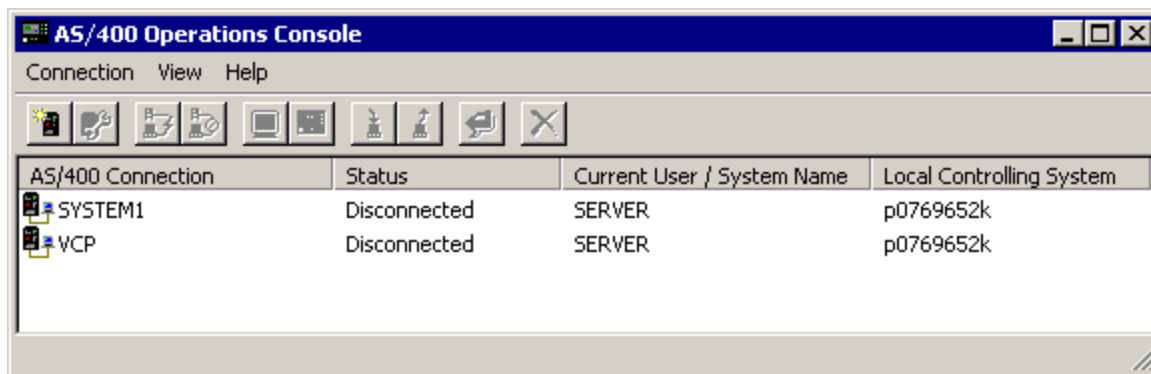 AS/400 Operations Console
Connection View Help
AS/400 Connection Status Current User / System Name Local Controlling System
SYSTEM1 Disconnected SERVER p0769652k
VCP Disconnected SERVER p0769652k